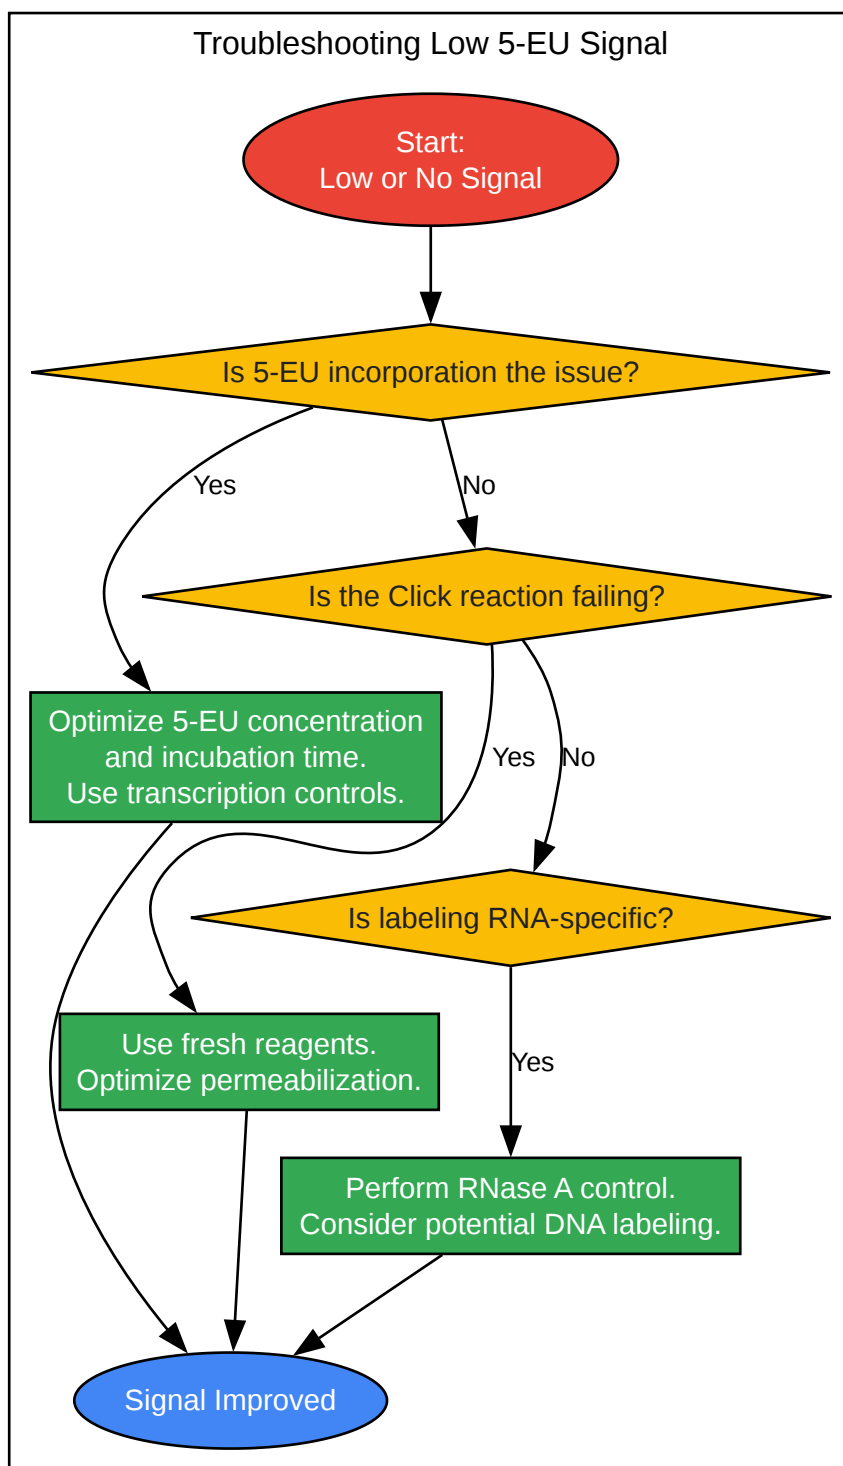 Troubleshooting Low 5-EU Signal
Start:
Low or No Signal
Is 5-EU incorporation the issue?
Yes
No
Is the Click reaction failing?
Optimize 5-EU concentration
and incubation time.
Use transcription controls.
Yes
No
Is labeling RNA-specific?
Use fresh reagents.
Optimize permeabilization.
Yes
Perform RNase A control.
Consider potential DNA labeling.
Signal Improved